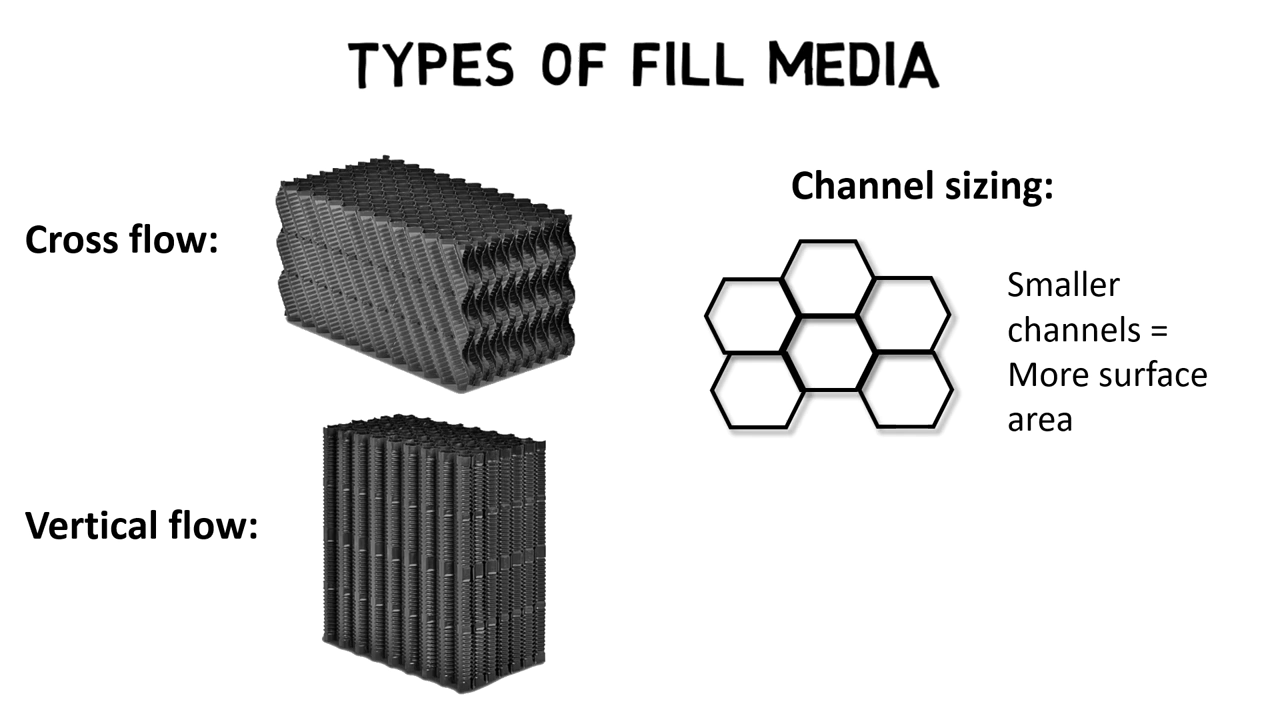 TYPES OF FILL MEDIA
Cross flow:
Vertical flow:
Channel sizing:
Smaller
channels =
More surface
area